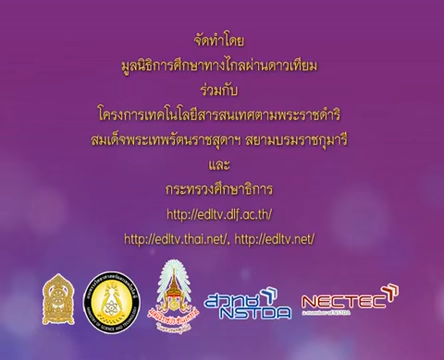 จัดทำโดย
มูลนิธิการศึกษาทางไกลผ่านดาวเทียม
ร่วมกับ
โครงการเทคโนโลยีสารสนเทศตามพระราชดำริ
สมเด็จพระเทพรัตนราชสุดาฯ สยามบรมราชกุมารี
และ
กระทรวงศึกษาธิการ
http://edltv.dlf.ac.th/
http://edltv.thai.net/, http://edltv.net/
สวทช
NSTDA
NECTEC
a member of NSTDA